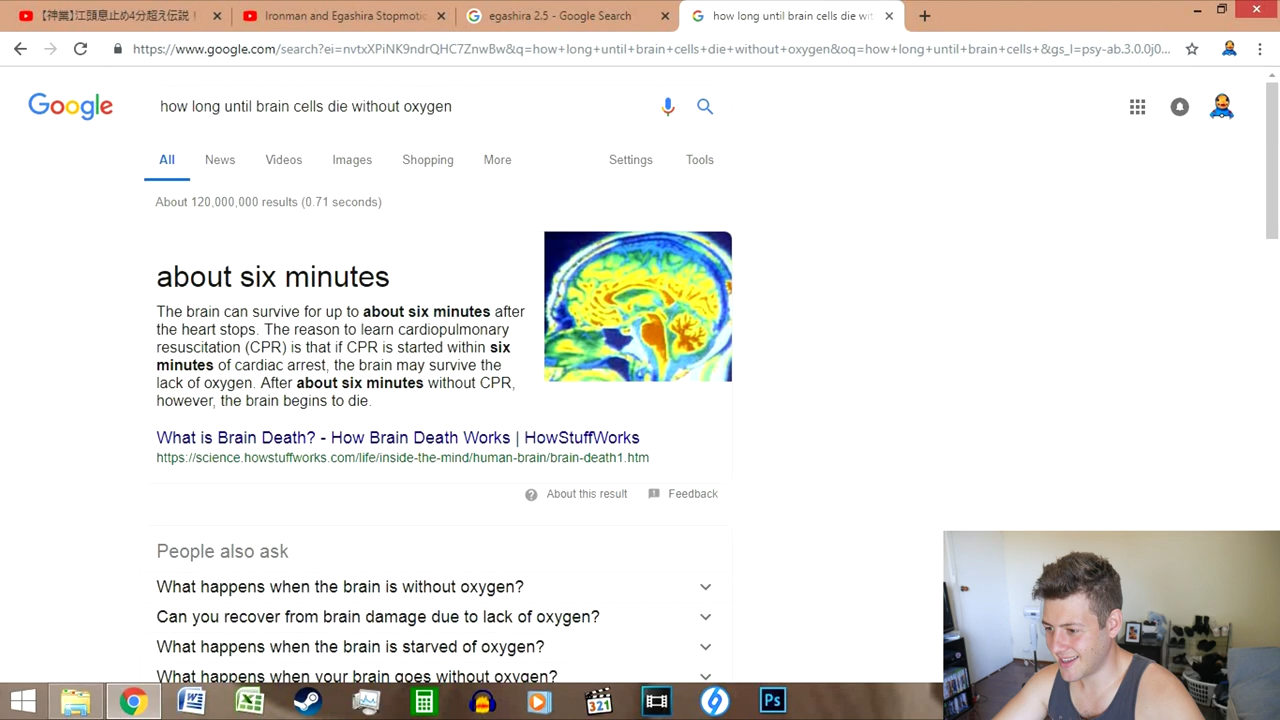 【神業】江頭息止め4分超え伝説!
Ironman and Egashira Stopmotic
egashira 2.5 - Google Search
how long until brain cells die wit
https://www.google.com/search?ei=nvtxXPiNK9ndrQHC7ZnwBw&q=how+long+until+brain+cells+die+without+oxygen&oq=how+long+until+brain+cells+&gs_l=psy-ab.3.0.0j0...
Google
how long until brain cells die without oxygen
All News Videos Images Shopping More Settings Tools
About 120,000,000 results (0.71 seconds)
about six minutes
The brain can survive for up to about six minutes after
the heart stops. The reason to learn cardiopulmonary
resuscitation (CPR) is that if CPR is started within six
minutes of cardiac arrest, the brain may survive the
lack of oxygen. After about six minutes without CPR,
however, the brain begins to die.
What is Brain Death? - How Brain Death Works | HowStuffWorks
https://science.howstuffworks.com/life/inside-the-mind/human-brain/brain-death1.htm
About this result Feedback
People also ask
What happens when the brain is without oxygen?
Can you recover from brain damage due to lack of oxygen?
What happens when the brain is starved of oxygen?
What happens when your brain goes without oxygen?
321
Ps